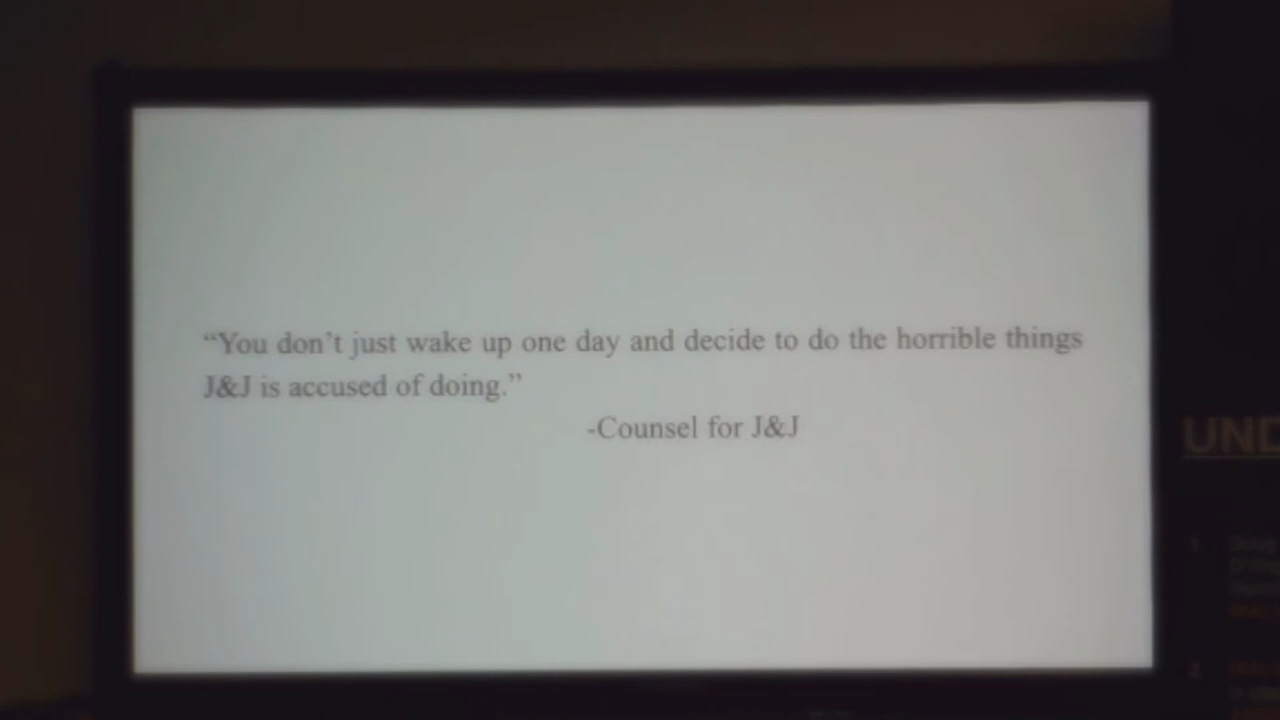 “You don’t just wake up one day and decide to do the horrible things
J&J is accused of doing.”
-Counsel for J&J
UND